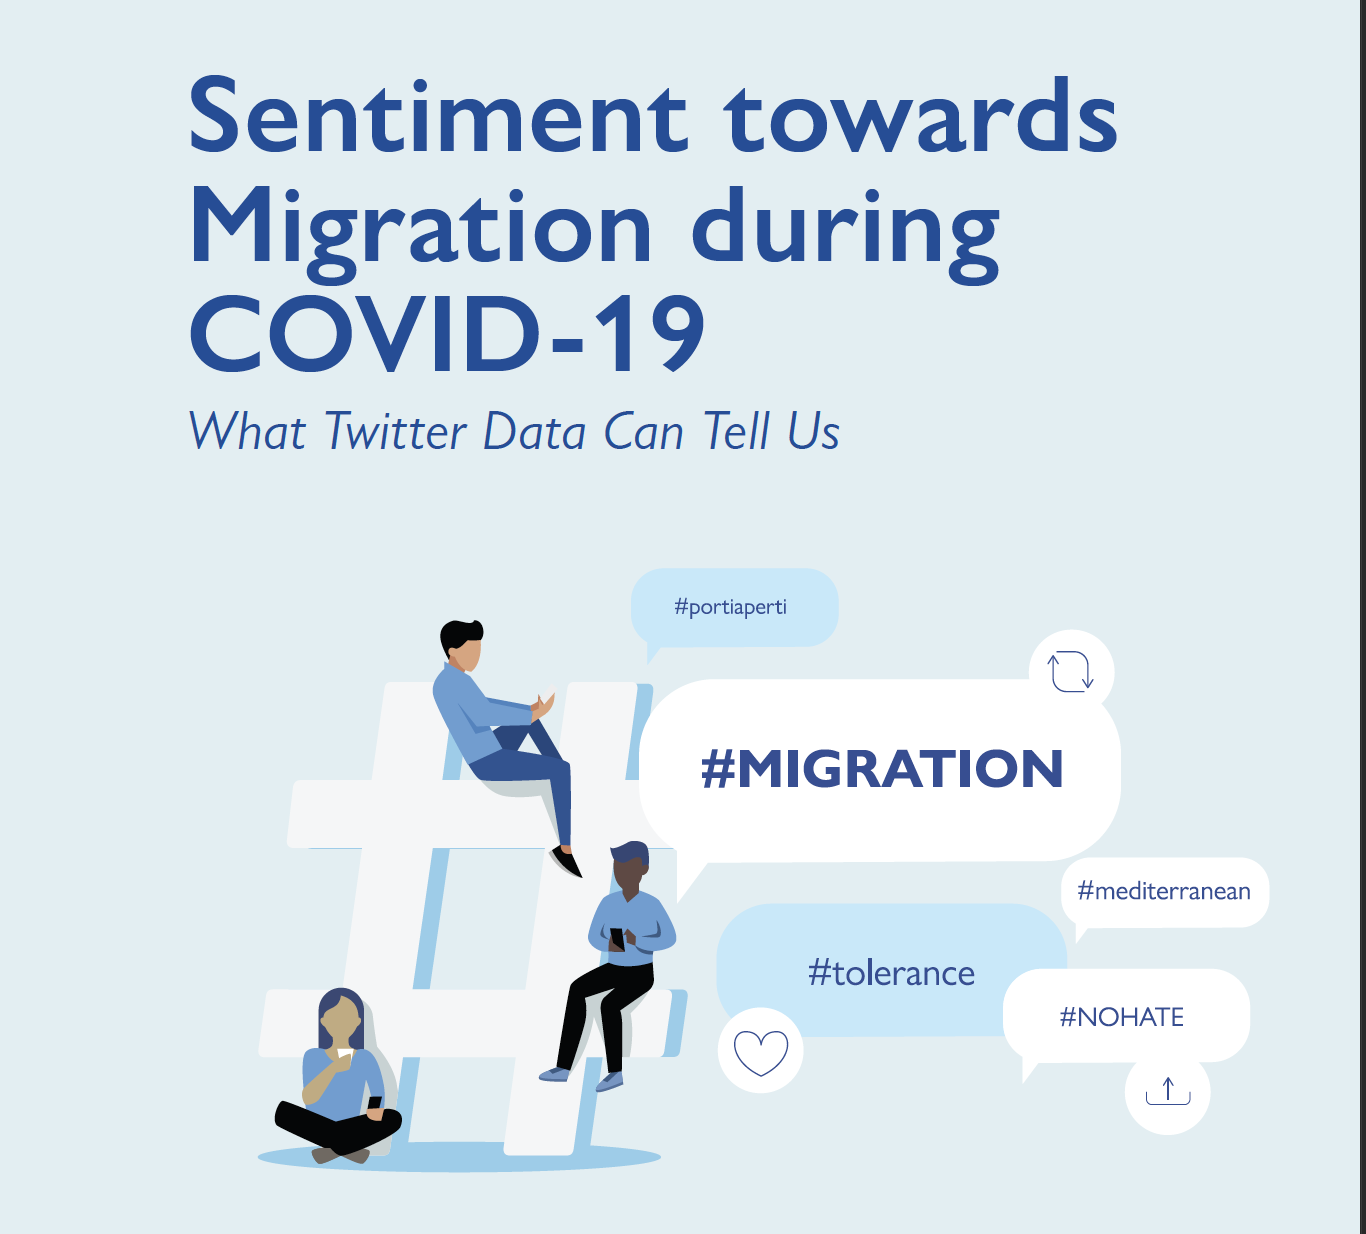 Sentiment towards
Migration during
COVID-19
What Twitter Data Can Tell Us
#portiaperti
#MIGRATION
#mediterranean
#tolerance
#NOHATE